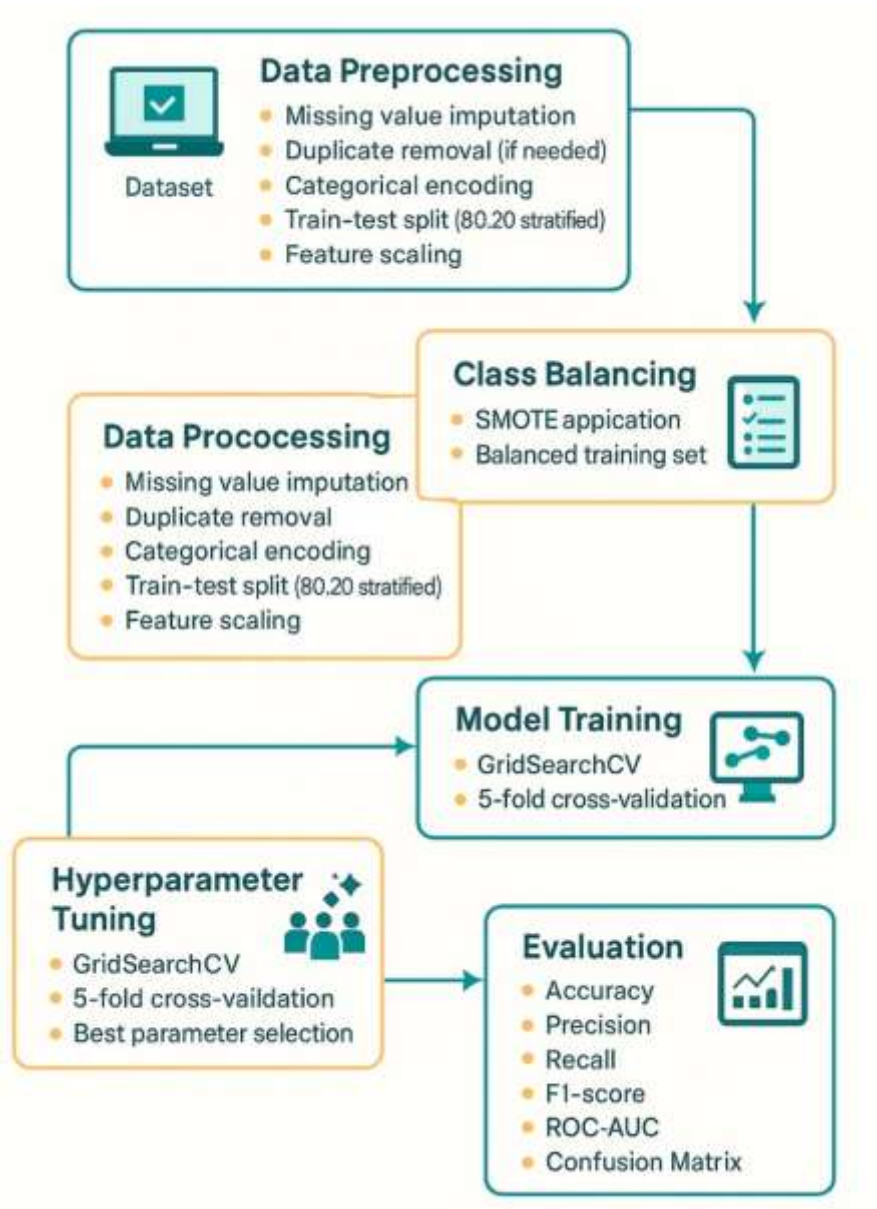 Data Preprocessing
Dataset
• Missing value imputation
• Duplicate removal (if needed)
• Categorical encoding
• Train-test split (80.20 stratified)
• Feature scaling
Class Balancing
• SMOTE appication
• Balanced training set
Data Prococessing
• Missing value imputation
• Duplicate removal
• Categorical encoding
• Train-test split (80.20 stratified)
• Feature scaling
Model Training
• GridSearchCV
• 5-fold cross-validation
Hyperparameter
Tuning
• GridSearchCV
• 5-fold cross-vaildation
• Best parameter selection
Evaluation
• Accuracy
• Precision
• Recall
• F1-score
• ROC-AUC
• Confusion Matrix